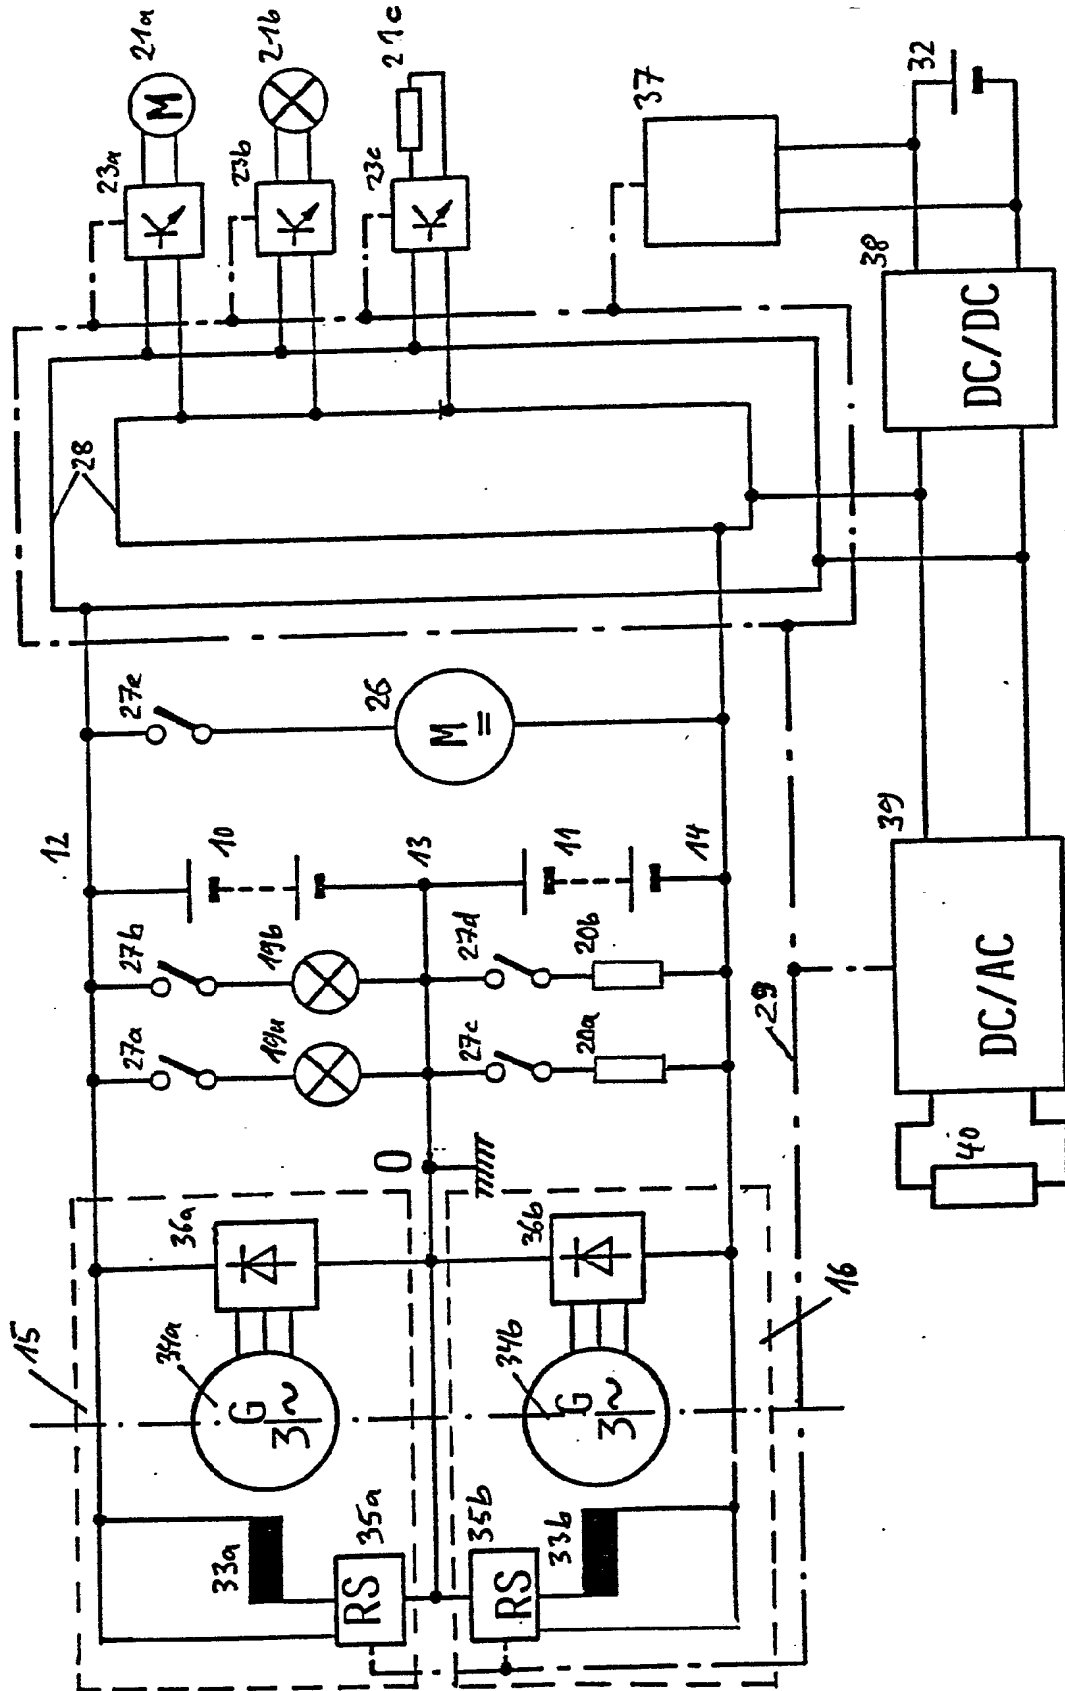 21a
21b
21c
M
23a
23b
23c
37
32
38
DC/DC
28
27e
26
M =
12
10
13
11
14
39
DC/AC
40
29
27b
19b
27d
20b
27a
19a
27c
20a
0
36a
36b
15
34a
G
3~
34b
G
3~
16
33a
35a
RS
35b
RS
33b